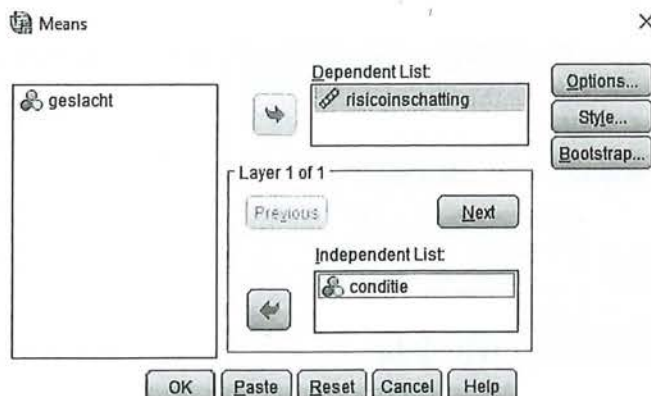 Means
geslacht
Dependent List:
risicoinschatting
Options...
Style...
Bootstrap...
Layer 1 of 1
Previous
Next
Independent List:
conditie
OK
Paste
Reset
Cancel
Help